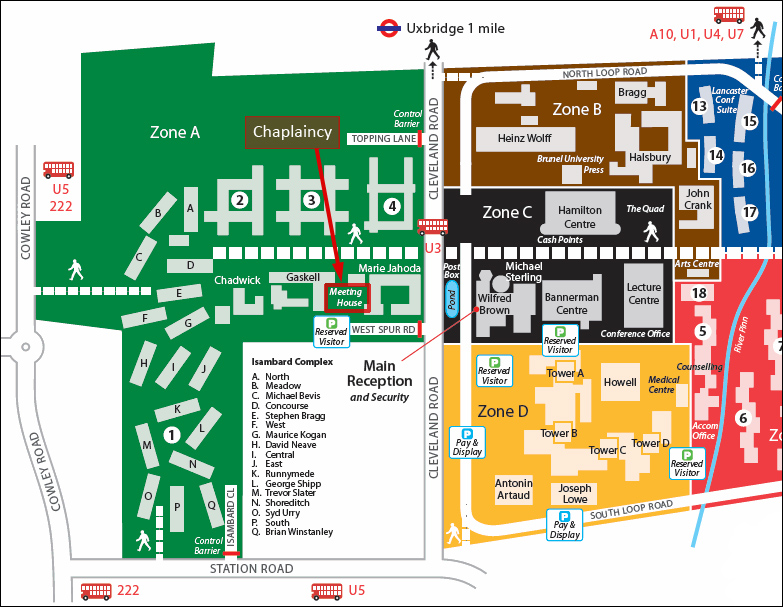 Uxbridge 1 mile
A10, U1, U4, U7
NORTH LOOP ROAD
Bragg
Zone B
Lancaster
Conf
Suite
13
15
Zone A
Chaplaincy
Control
Barrier
TOPPING LANE
CLEVELAND ROAD
Heinz Wolff
Halsbury
Brunel University
Press
14
16
COWLEY ROAD
U5
222
2
3
4
John
Crank
17
B
A
Zone C
Hamilton
Centre
The Quad
Cash Points
U3
C
D
Chadwick
Gaskell
Marie Jahoda
Post
Box
Michael
Sterling
Arts Centre
E
Meeting
House
Pond
Wilfred
Brown
Bannerman
Centre
Lecture
Centre
18
F
G
P
Reserved
Visitor
WEST SPUR RD
Conference Office
5
River Pinn
7
H
I
J
Isambard Complex
A. North
B. Meadow
C. Michael Bevis
D. Concourse
E. Stephen Bragg
F. West
G. Maurice Kogan
H. David Neave
I. Central
J. East
K. Runnymede
L. George Shipp
M. Trevor Slater
N. Shoreditch
O. Syd Urry
P. South
Q. Brian Winstanley
Main
Reception
and Security
P
Reserved
Visitor
P
Reserved
Visitor
Tower A
Howell
Medical
Centre
Counselling
6
K
L
1
M
N
O
P
Q
Zone D
CLEVELAND ROAD
P
Pay &
Display
Tower B
Tower C
Tower D
Accom
Office
P
Reserved
Visitor
COWLEY ROAD
Antonin
Artaud
Joseph
Lowe
SOUTH LOOP ROAD
P
Pay &
Display
ISAMBARD CL
Control
Barrier
STATION ROAD
222
U5